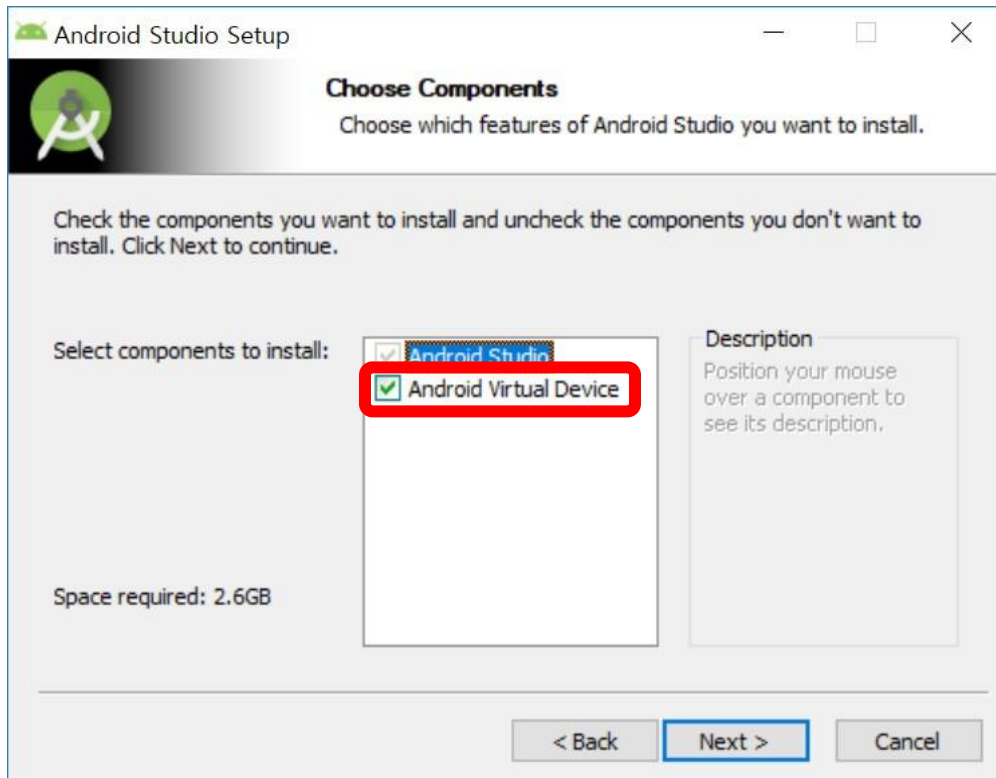 Android Studio Setup
Choose Components
Choose which features of Android Studio you want to install.
Check the components you want to install and uncheck the components you don't want to
install. Click Next to continue.
Select components to install:
Android Studio
Android Virtual Device
Description
Position your mouse
over a component to
see its description.
Space required: 2.6GB
< Back
Next >
Cancel